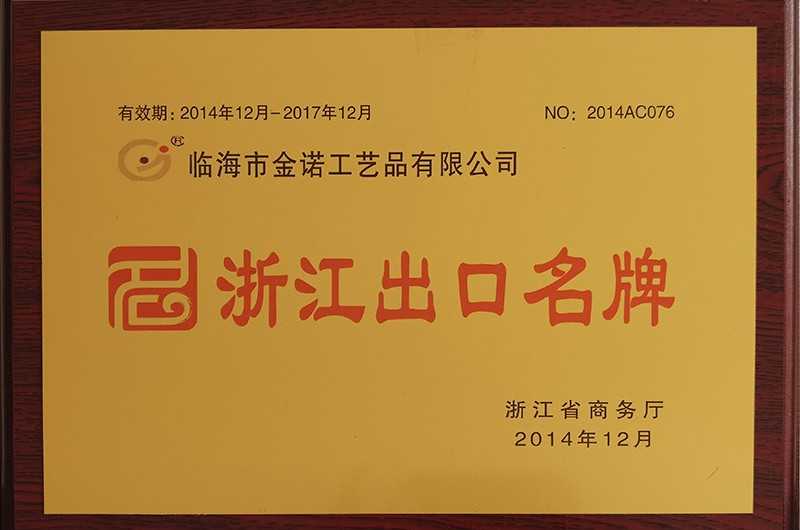 有效期：2014年12月-2017年12月 NO：2014AC076
® 临海市金诺工艺品有限公司
浙江出口名牌
浙江省商务厅
2014年12月